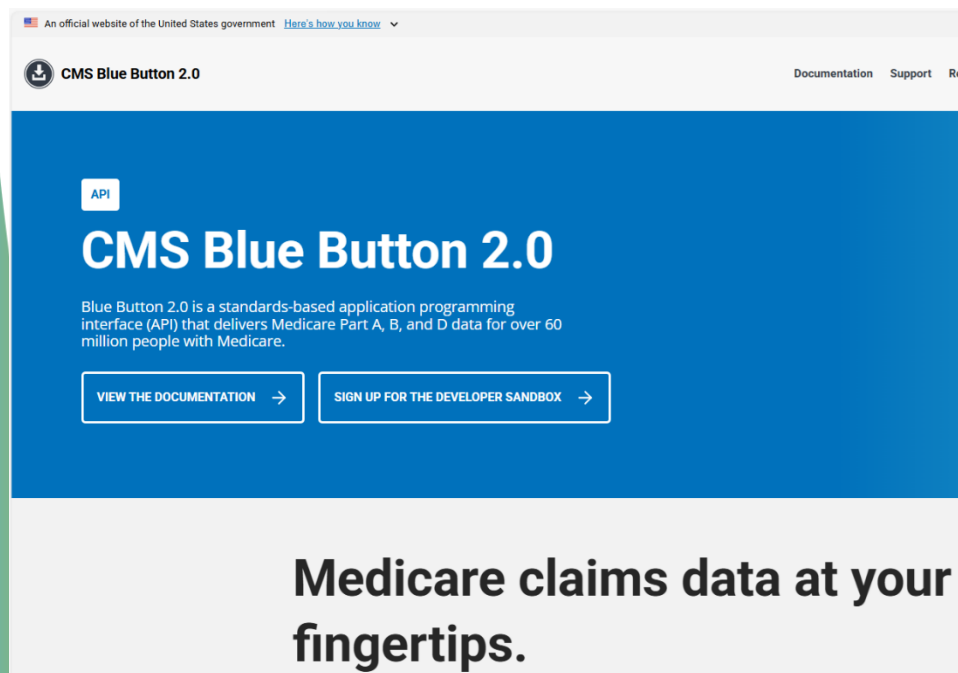 An official website of the United States government Here's how you know
CMS Blue Button 2.0
Documentation Support
API
CMS Blue Button 2.0
Blue Button 2.0 is a standards-based application programming
interface (API) that delivers Medicare Part A, B, and D data for over 60
million people with Medicare.
VIEW THE DOCUMENTATION → SIGN UP FOR THE DEVELOPER SANDBOX →
Medicare claims data at your
fingertips.